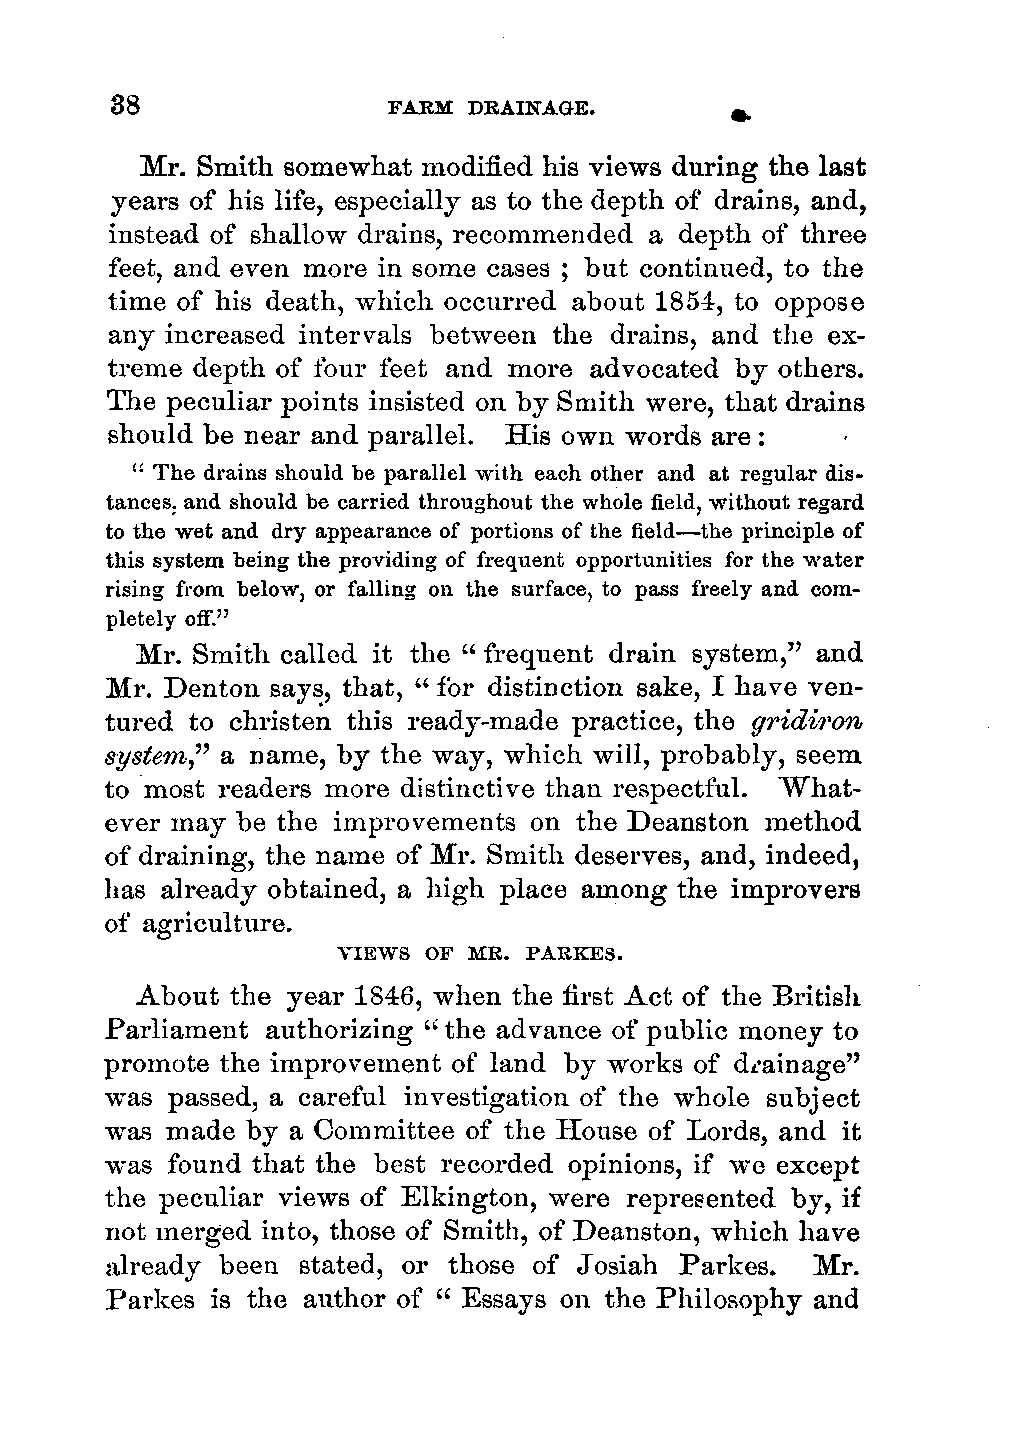 38 FARM DRAINAGE.
Mr. Smith somewhat modified his views during the last
years of his life, especially as to the depth of drains, and,
instead of shallow drains, recommended a depth of three
feet, and even more in some cases ; but continued, to the
time of his death, which occurred about 1854, to oppose
any increased intervals between the drains, and the ex-
treme depth of four feet and more advocated by others.
The peculiar points insisted on by Smith were, that drains
should be near and parallel. His own words are :
“ The drains should be parallel with each other and at regular dis-
tances, and should be carried throughout the whole field, without regard
to the wet and dry appearance of portions of the field—the principle of
this system being the providing of frequent opportunities for the water
rising from below, or falling on the surface, to pass freely and com-
pletely off.”
Mr. Smith called it the “ frequent drain system,” and
Mr. Denton says, that, “ for distinction sake, I have ven-
tured to christen this ready-made practice, the gridiron
system,” a name, by the way, which will, probably, seem
to most readers more distinctive than respectful. What-
ever may be the improvements on the Deanston method
of draining, the name of Mr. Smith deserves, and, indeed,
has already obtained, a high place among the improvers
of agriculture.
VIEWS OF MR. PARKES.
About the year 1846, when the first Act of the British
Parliament authorizing “ the advance of public money to
promote the improvement of land by works of drainage”
was passed, a careful investigation of the whole subject
was made by a Committee of the House of Lords, and it
was found that the best recorded opinions, if we except
the peculiar views of Elkington, were represented by, if
not merged into, those of Smith, of Deanston, which have
already been stated, or those of Josiah Parkes. Mr.
Parkes is the author of “ Essays on the Philosophy and